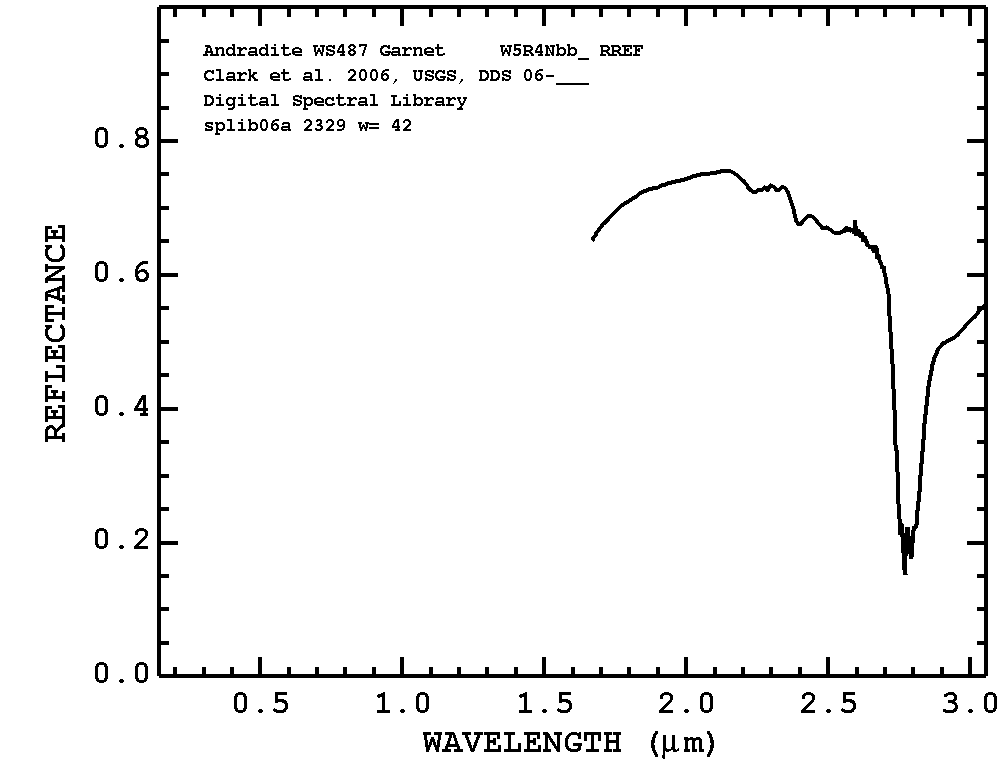 Andradite WS487 Garnet W5R4Nbb_ RREF
Clark et al. 2006, USGS, DDS 06-___
Digital Spectral Library
splib06a 2329 w= 42
0.8
0.6
0.4
0.2
0.0
REFLECTANCE
0.5 1.0 1.5 2.0 2.5 3.0
WAVELENGTH (μm)